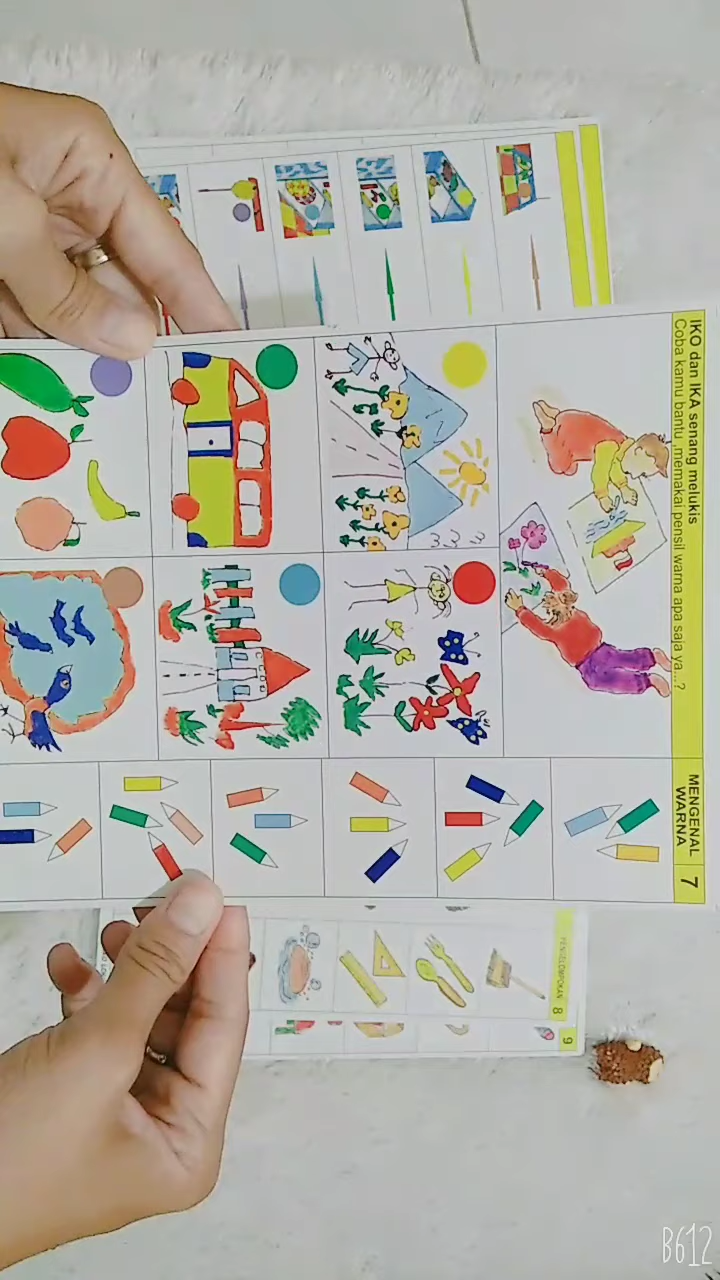 IKO dan IKA senang melukis
Coba kamu bantu ,memakai pensil warna apa saja ya...?
MENGENAL
WARNA
7
PENGELOMPOKAN 8
9
B612